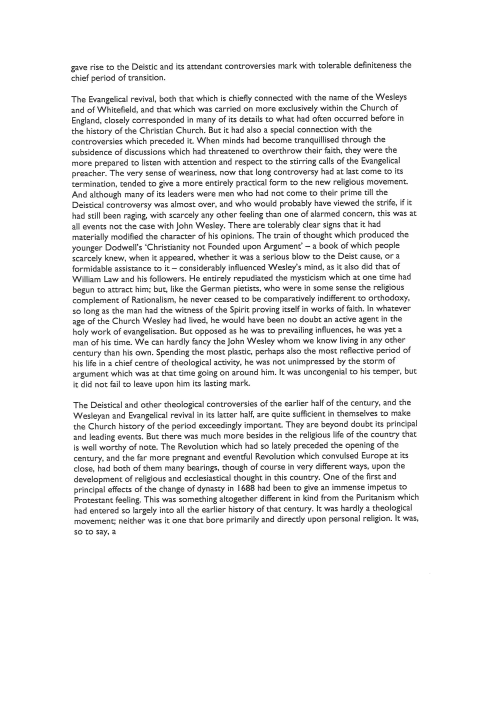 gave rise to the Deistic and its attendant controversies mark with tolerable definiteness the
chief period of transition.
The Evangelical revival, both that which is chiefly connected with the name of the Wesleys
and of Whitefield, and that which was carried on more exclusively within the Church of
England, closely corresponded in many of its details to what had often occurred before in
the history of the Christian Church. But it had also a special connection with the
controversies which preceded it. When minds had become tranquillised through the
subsidence of discussions which had threatened to overthrow their faith, they were the
more prepared to listen with attention and respect to the stirring calls of the Evangelical
preacher. The very sense of weariness, now that long controversy had at last come to its
termination, tended to give a more entirely practical form to the new religious movement.
And although many of its leaders were men who had not come to their prime till the
Deistical controversy was almost over, and who would probably have viewed the strife, if it
had still been raging, with scarcely any other feeling than one of alarmed concern, this was at
all events not the case with John Wesley. There are tolerably clear signs that it had
materially modified the character of his opinions. The train of thought which produced the
younger Dodwell's 'Christianity not Founded upon Argument' – a book of which people
scarcely knew, when it appeared, whether it was a serious blow to the Deist cause, or a
formidable assistance to it – considerably influenced Wesley's mind, as it also did that of
William Law and his followers. He entirely repudiated the mysticism which at one time had
begun to attract him; but, like the German pietists, who were in some sense the religious
complement of Rationalism, he never ceased to be comparatively indifferent to orthodoxy,
so long as the man had the witness of the Spirit proving itself in works of faith. In whatever
age of the Church Wesley had lived, he would have been no doubt an active agent in the
holy work of evangelisation. But opposed as he was to prevailing influences, he was yet a
man of his time. We can hardly fancy the John Wesley whom we know living in any other
century than his own. Spending the most plastic, perhaps also the most reflective period of
his life in a chief centre of theological activity, he was not unimpressed by the storm of
argument which was at that time going on around him. It was uncongenial to his temper, but
it did not fail to leave upon him its lasting mark.
The Deistical and other theological controversies of the earlier half of the century, and the
Wesleyan and Evangelical revival in its latter half, are quite sufficient in themselves to make
the Church history of the period exceedingly important. They are beyond doubt its principal
and leading events. But there was much more besides in the religious life of the country that
is well worthy of note. The Revolution which had so lately preceded the opening of the
century, and the far more pregnant and eventful Revolution which convulsed Europe at its
close, had both of them many bearings, though of course in very different ways, upon the
development of religious and ecclesiastical thought in this country. One of the first and
principal effects of the change of dynasty in 1688 had been to give an immense impetus to
Protestant feeling. This was something altogether different in kind from the Puritanism which
had entered so largely into all the earlier history of that century. It was hardly a theological
movement; neither was it one that bore primarily and directly upon personal religion. It was,
so to say, a